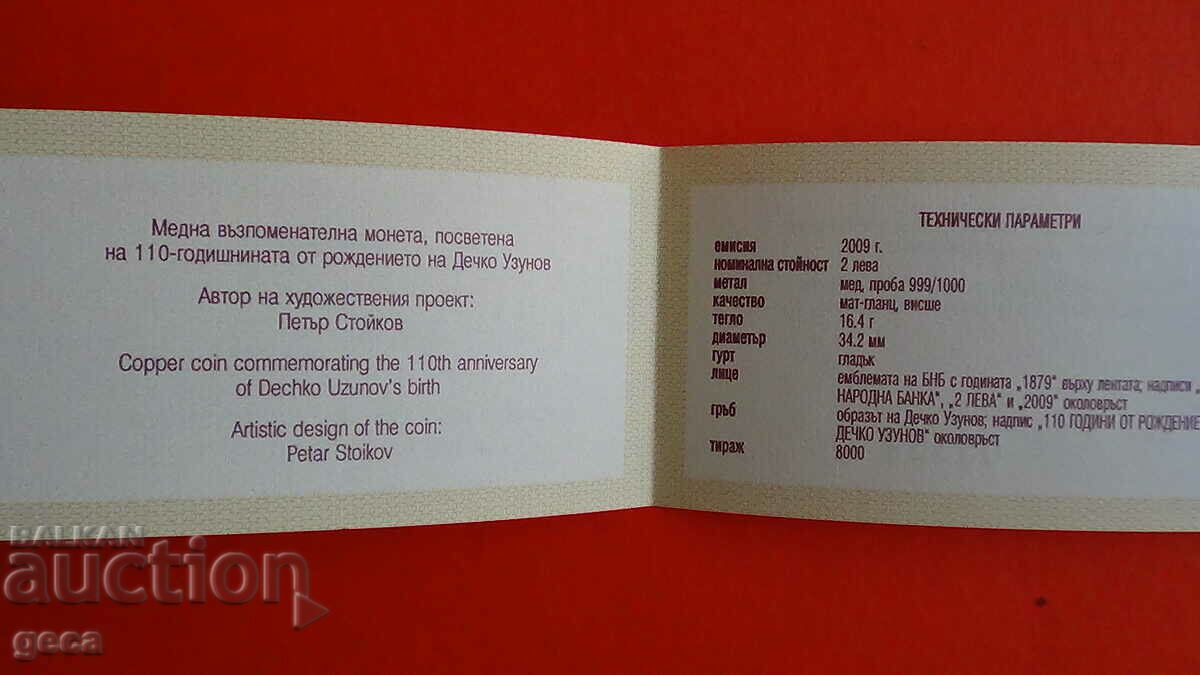 Медна възпоменателна монета, посветена
на 110-годишнината от рождението на Дечко Узунов
Автор на художествения проект:
Петър Стойков
Copper coin commemorating the 110th anniversary
of Dechko Uzunov's birth
Artistic design of the coin:
Petar Stoikov
ТЕХНИЧЕСКИ ПАРАМЕТРИ
емисия 2009 г.
номинална стойност 2 лева
метал мед, проба 999/1000
качество мат-гланц, висше
тегло 16.4 г
диаметър 34.2 мм
гурт гладък
лице емблемата на БНБ с годината „1879" върху лентата; надписи „
НАРОДНА БАНКА", „2 ЛЕВА" и „2009" околовръст
гръб образът на Дечко Узунов; надпис „110 ГОДИНИ ОТ РОЖДЕНИЕ
ДЕЧКО УЗУНОВ" околовръст
тираж 8000
BALKAN
auction
geca